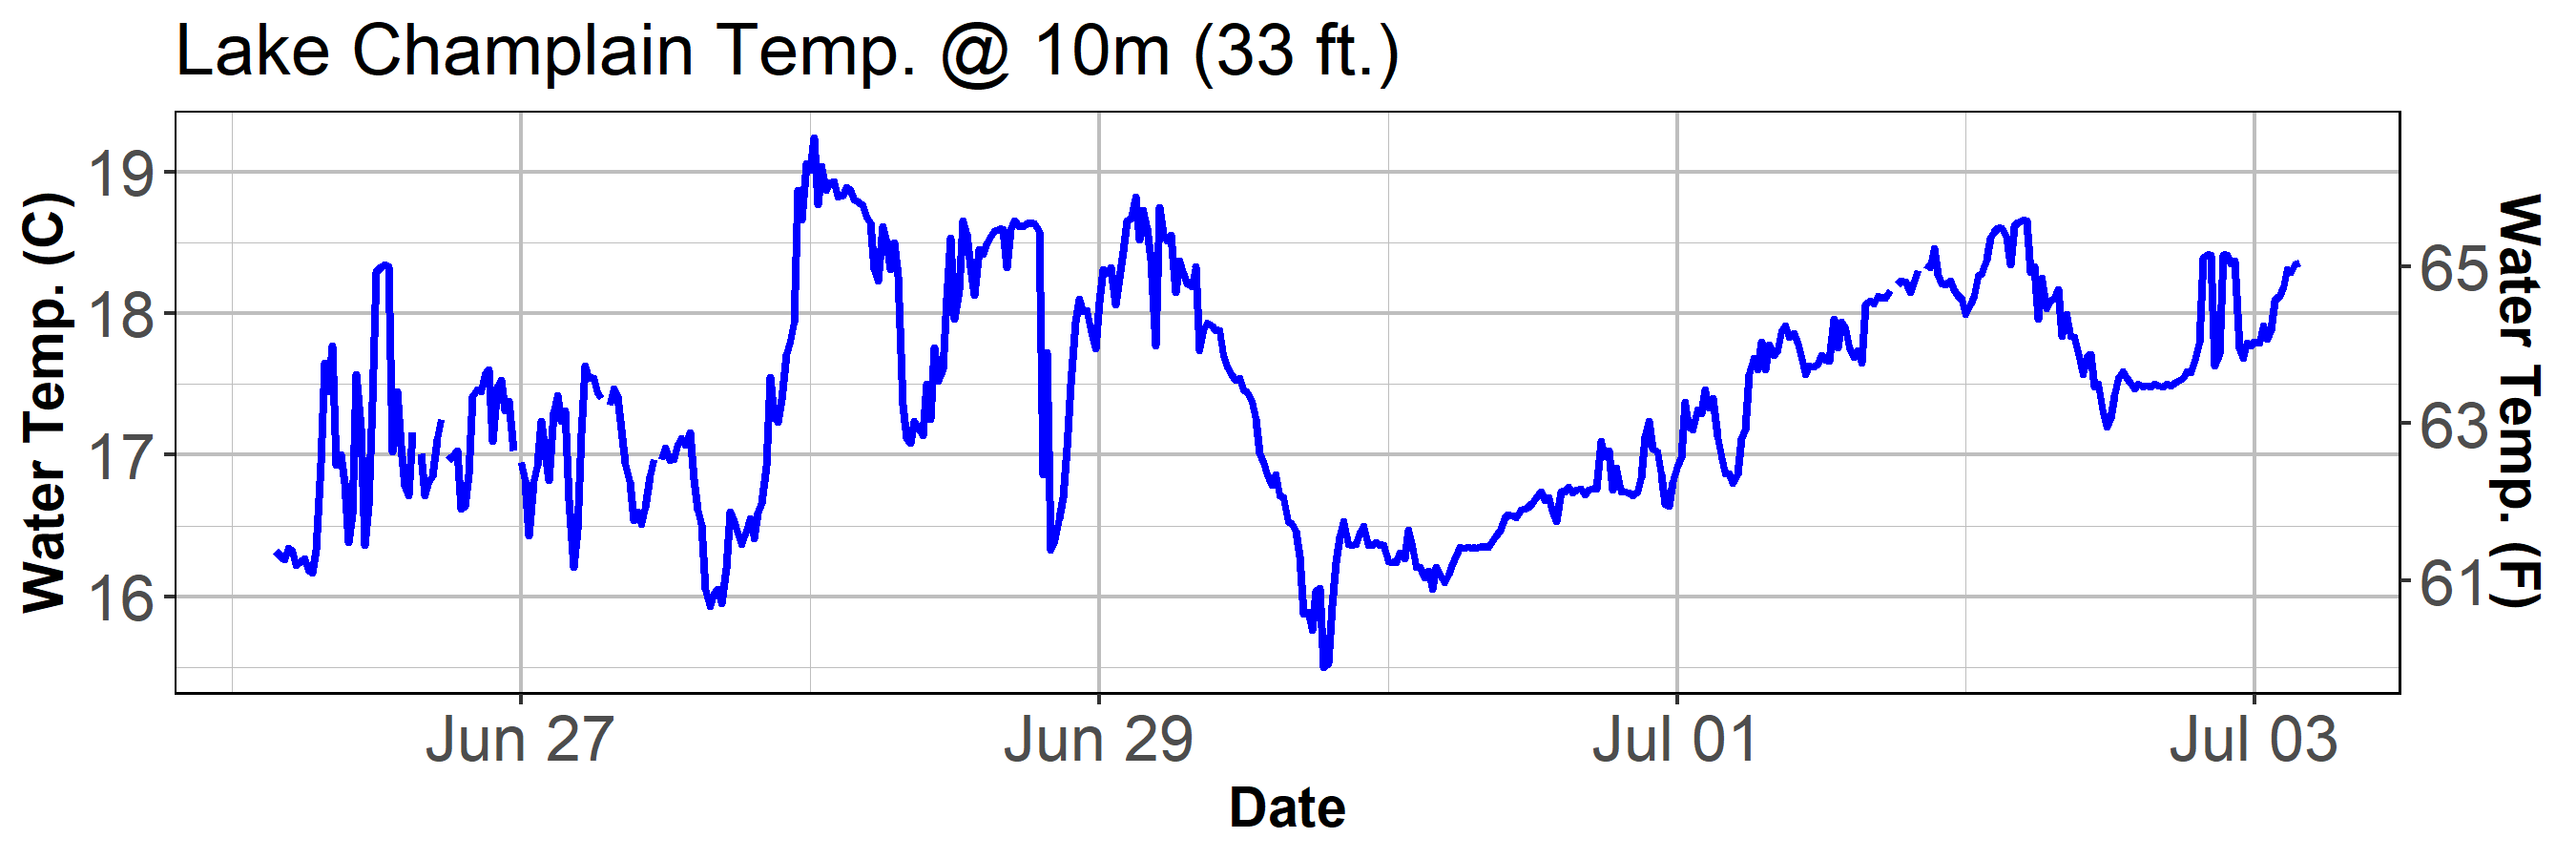 Lake Champlain Temp. @ 10m (33 ft.)
Water Temp. (C)
19
18
17
16
65
63
61
Water Temp. (F)
Jun 27
Jun 29
Jul 01
Jul 03
Date